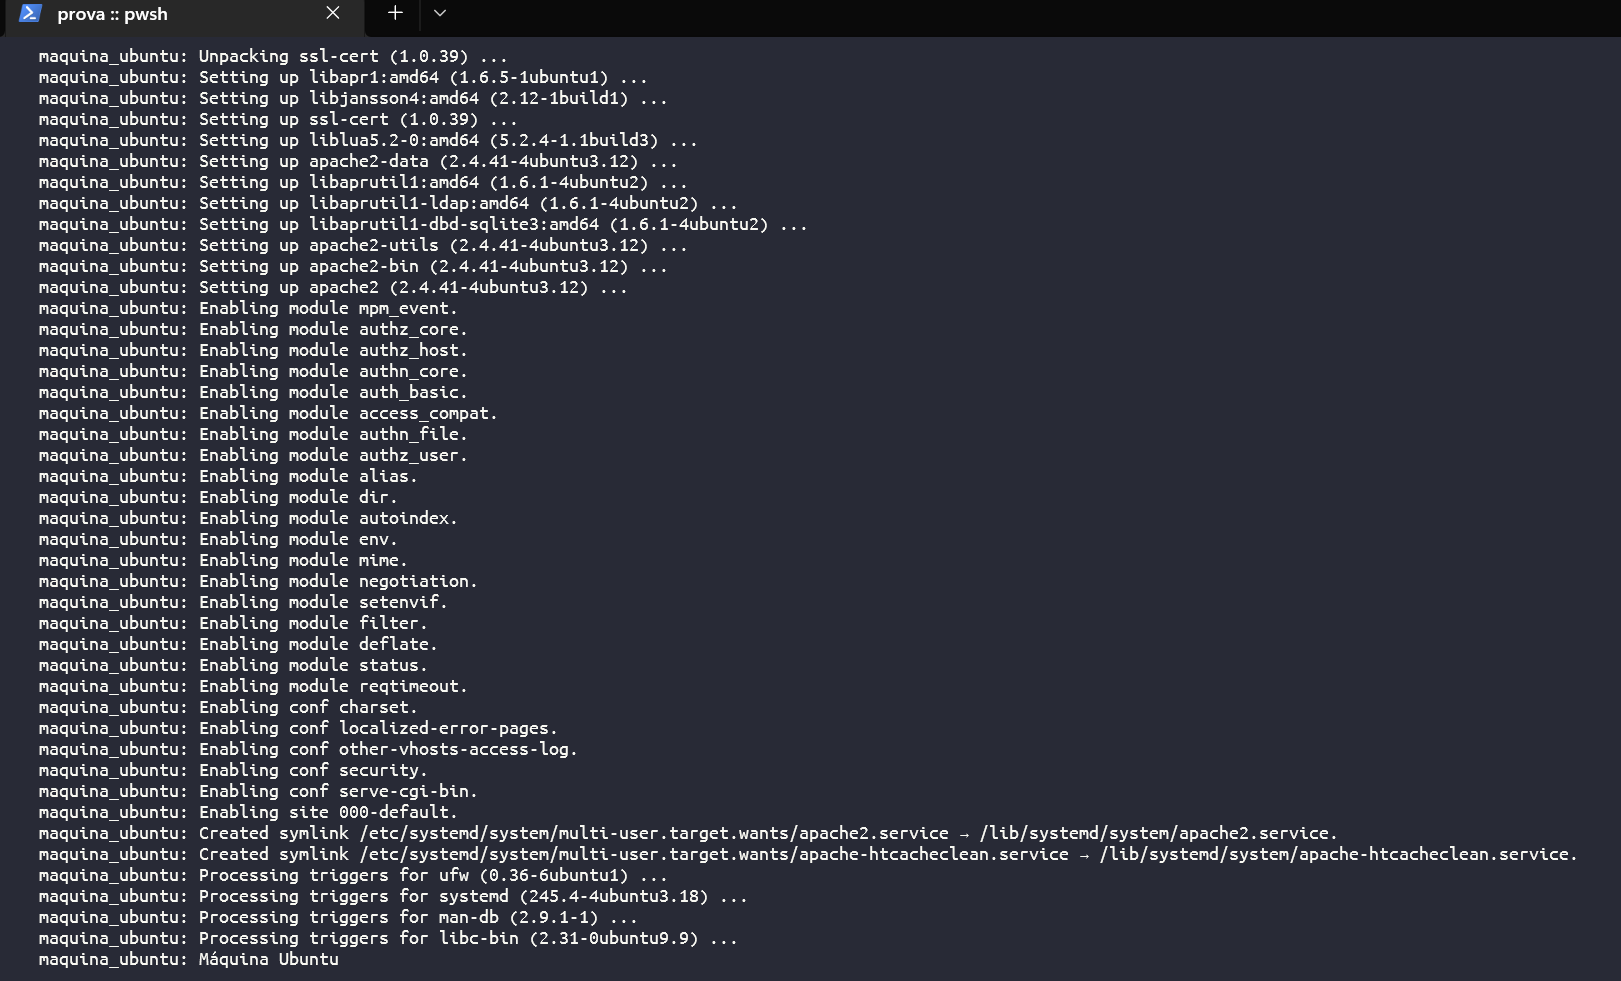 prova :: pwsh
maquina_ubuntu: Unpacking ssl-cert (1.0.39) ...
maquina_ubuntu: Setting up libapr1:amd64 (1.6.5-1ubuntu1) ...
maquina_ubuntu: Setting up libjansson4:amd64 (2.12-1build1) ...
maquina_ubuntu: Setting up ssl-cert (1.0.39) ...
maquina_ubuntu: Setting up liblua5.2-0:amd64 (5.2.4-1.1build3) ...
maquina_ubuntu: Setting up apache2-data (2.4.41-4ubuntu3.12) ...
maquina_ubuntu: Setting up libaprutil1:amd64 (1.6.1-4ubuntu2) ...
maquina_ubuntu: Setting up libaprutil1-ldap:amd64 (1.6.1-4ubuntu2) ...
maquina_ubuntu: Setting up libaprutil1-dbd-sqlite3:amd64 (1.6.1-4ubuntu2) ...
maquina_ubuntu: Setting up apache2-utils (2.4.41-4ubuntu3.12) ...
maquina_ubuntu: Setting up apache2-bin (2.4.41-4ubuntu3.12) ...
maquina_ubuntu: Setting up apache2 (2.4.41-4ubuntu3.12) ...
maquina_ubuntu: Enabling module mpm_event.
maquina_ubuntu: Enabling module authz_core.
maquina_ubuntu: Enabling module authz_host.
maquina_ubuntu: Enabling module authn_core.
maquina_ubuntu: Enabling module auth_basic.
maquina_ubuntu: Enabling module access_compat.
maquina_ubuntu: Enabling module authn_file.
maquina_ubuntu: Enabling module authz_user.
maquina_ubuntu: Enabling module alias.
maquina_ubuntu: Enabling module dir.
maquina_ubuntu: Enabling module autoindex.
maquina_ubuntu: Enabling module env.
maquina_ubuntu: Enabling module mime.
maquina_ubuntu: Enabling module negotiation.
maquina_ubuntu: Enabling module setenvif.
maquina_ubuntu: Enabling module filter.
maquina_ubuntu: Enabling module deflate.
maquina_ubuntu: Enabling module status.
maquina_ubuntu: Enabling module reqtimeout.
maquina_ubuntu: Enabling conf charset.
maquina_ubuntu: Enabling conf localized-error-pages.
maquina_ubuntu: Enabling conf other-vhosts-access-log.
maquina_ubuntu: Enabling conf security.
maquina_ubuntu: Enabling conf serve-cgi-bin.
maquina_ubuntu: Enabling site 000-default.
maquina_ubuntu: Created symlink /etc/systemd/system/multi-user.target.wants/apache2.service → /lib/systemd/system/apache2.service.
maquina_ubuntu: Created symlink /etc/systemd/system/multi-user.target.wants/apache-htcacheclean.service → /lib/systemd/system/apache-htcacheclean.service.
maquina_ubuntu: Processing triggers for ufw (0.36-6ubuntu1) ...
maquina_ubuntu: Processing triggers for systemd (245.4-4ubuntu3.18) ...
maquina_ubuntu: Processing triggers for man-db (2.9.1-1) ...
maquina_ubuntu: Processing triggers for libc-bin (2.31-0ubuntu9.9) ...
maquina_ubuntu: Máquina Ubuntu